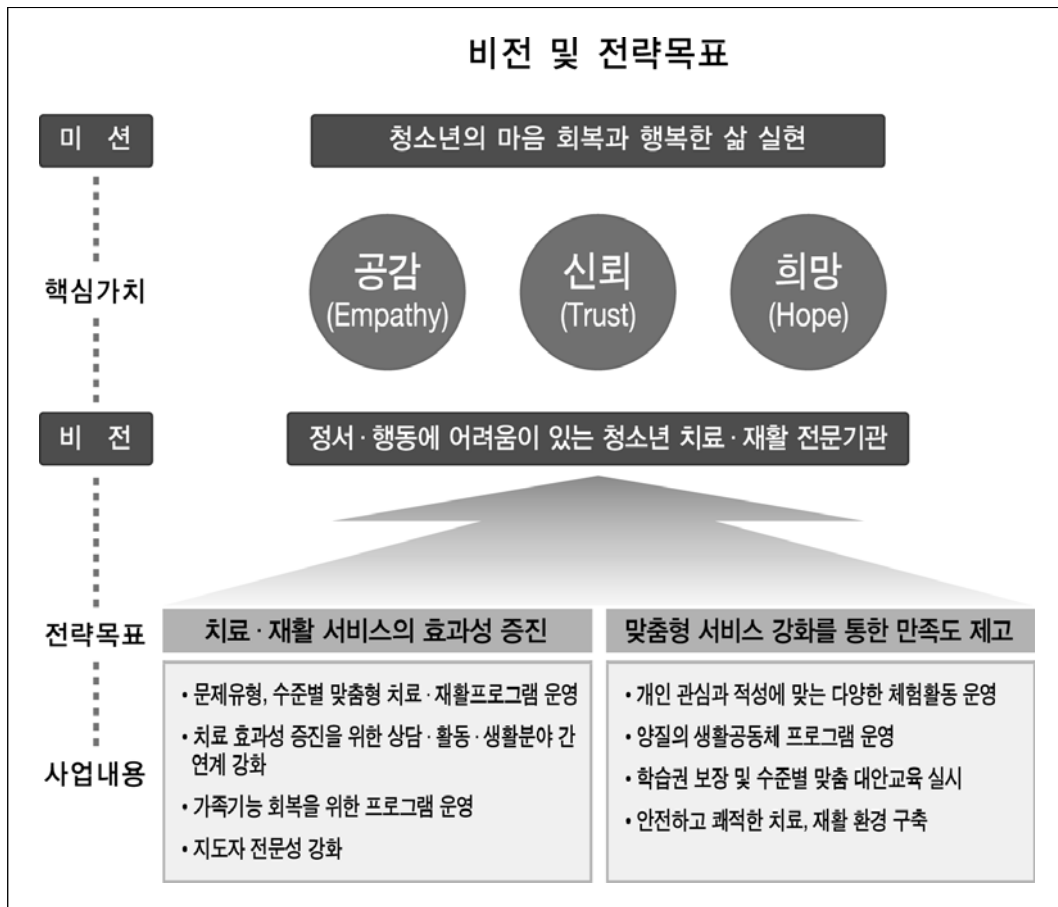 비전 및 전략목표
미 션
청소년의 마음 회복과 행복한 삶 실현
핵심가치
공감
(Empathy)
신뢰
(Trust)
희망
(Hope)
비 전
정서·행동에 어려움이 있는 청소년 치료·재활 전문기관
전략목표
치료·재활 서비스의 효과성 증진
맞춤형 서비스 강화를 통한 만족도 제고
사업내용
• 문제유형, 수준별 맞춤형 치료·재활프로그램 운영
• 치료 효과성 증진을 위한 상담·활동·생활분야 간
연계 강화
• 가족기능 회복을 위한 프로그램 운영
• 지도자 전문성 강화
• 개인 관심과 적성에 맞는 다양한 체험활동 운영
• 양질의 생활공동체 프로그램 운영
• 학습권 보장 및 수준별 맞춤 대안교육 실시
• 안전하고 쾌적한 치료, 재활 환경 구축